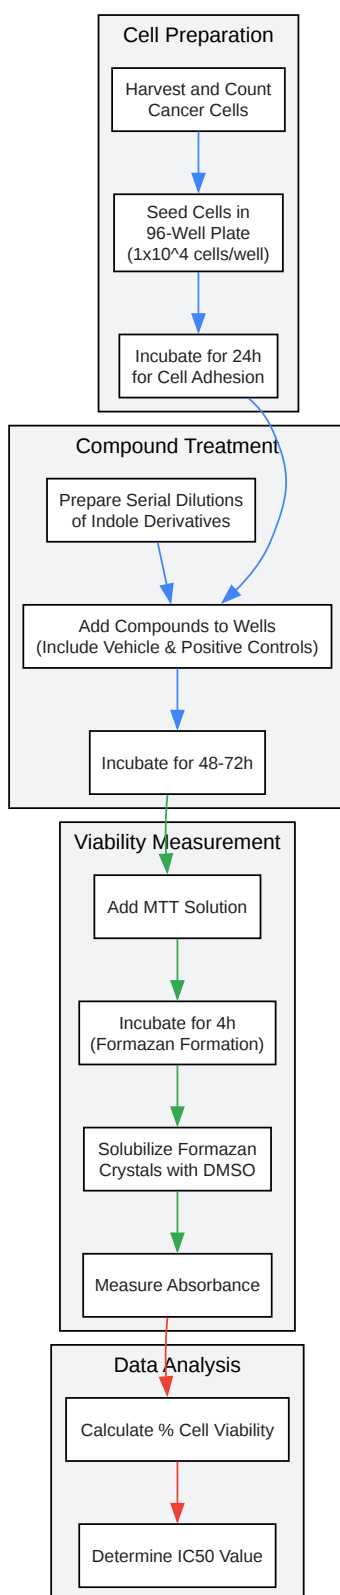 Cell Preparation
Harvest and Count
Cancer Cells
Seed Cells in
96-Well Plate
(1x10^4 cells/well)
Incubate for 24h
for Cell Adhesion
Compound Treatment
Prepare Serial Dilutions
of Indole Derivatives
Add Compounds to Wells
(Include Vehicle & Positive Controls)
Incubate for 48-72h
Viability Measurement
Add MTT Solution
Incubate for 4h
(Formazan Formation)
Solubilize Formazan
Crystals with DMSO
Measure Absorbance
Data Analysis
Calculate % Cell Viability
Determine IC50 Value